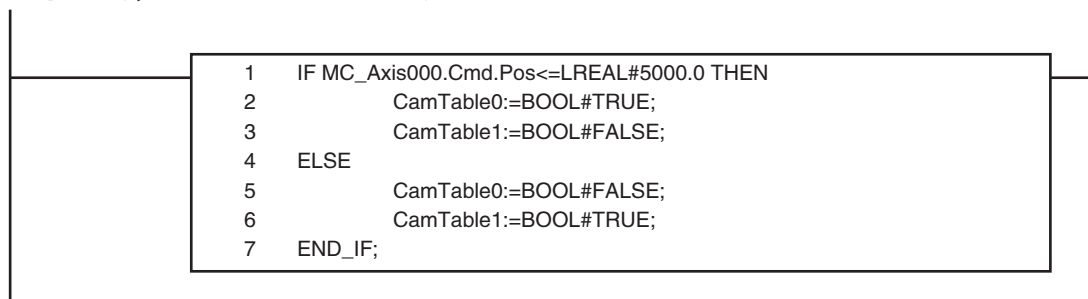 1 IF MC_Axis000.Cmd.Pos<=LREAL#5000.0 THEN
2 CamTable0:=BOOL#TRUE;
3 CamTable1:=BOOL#FALSE;
4 ELSE
5 CamTable0:=BOOL#FALSE;
6 CamTable1:=BOOL#TRUE;
7 END_IF;